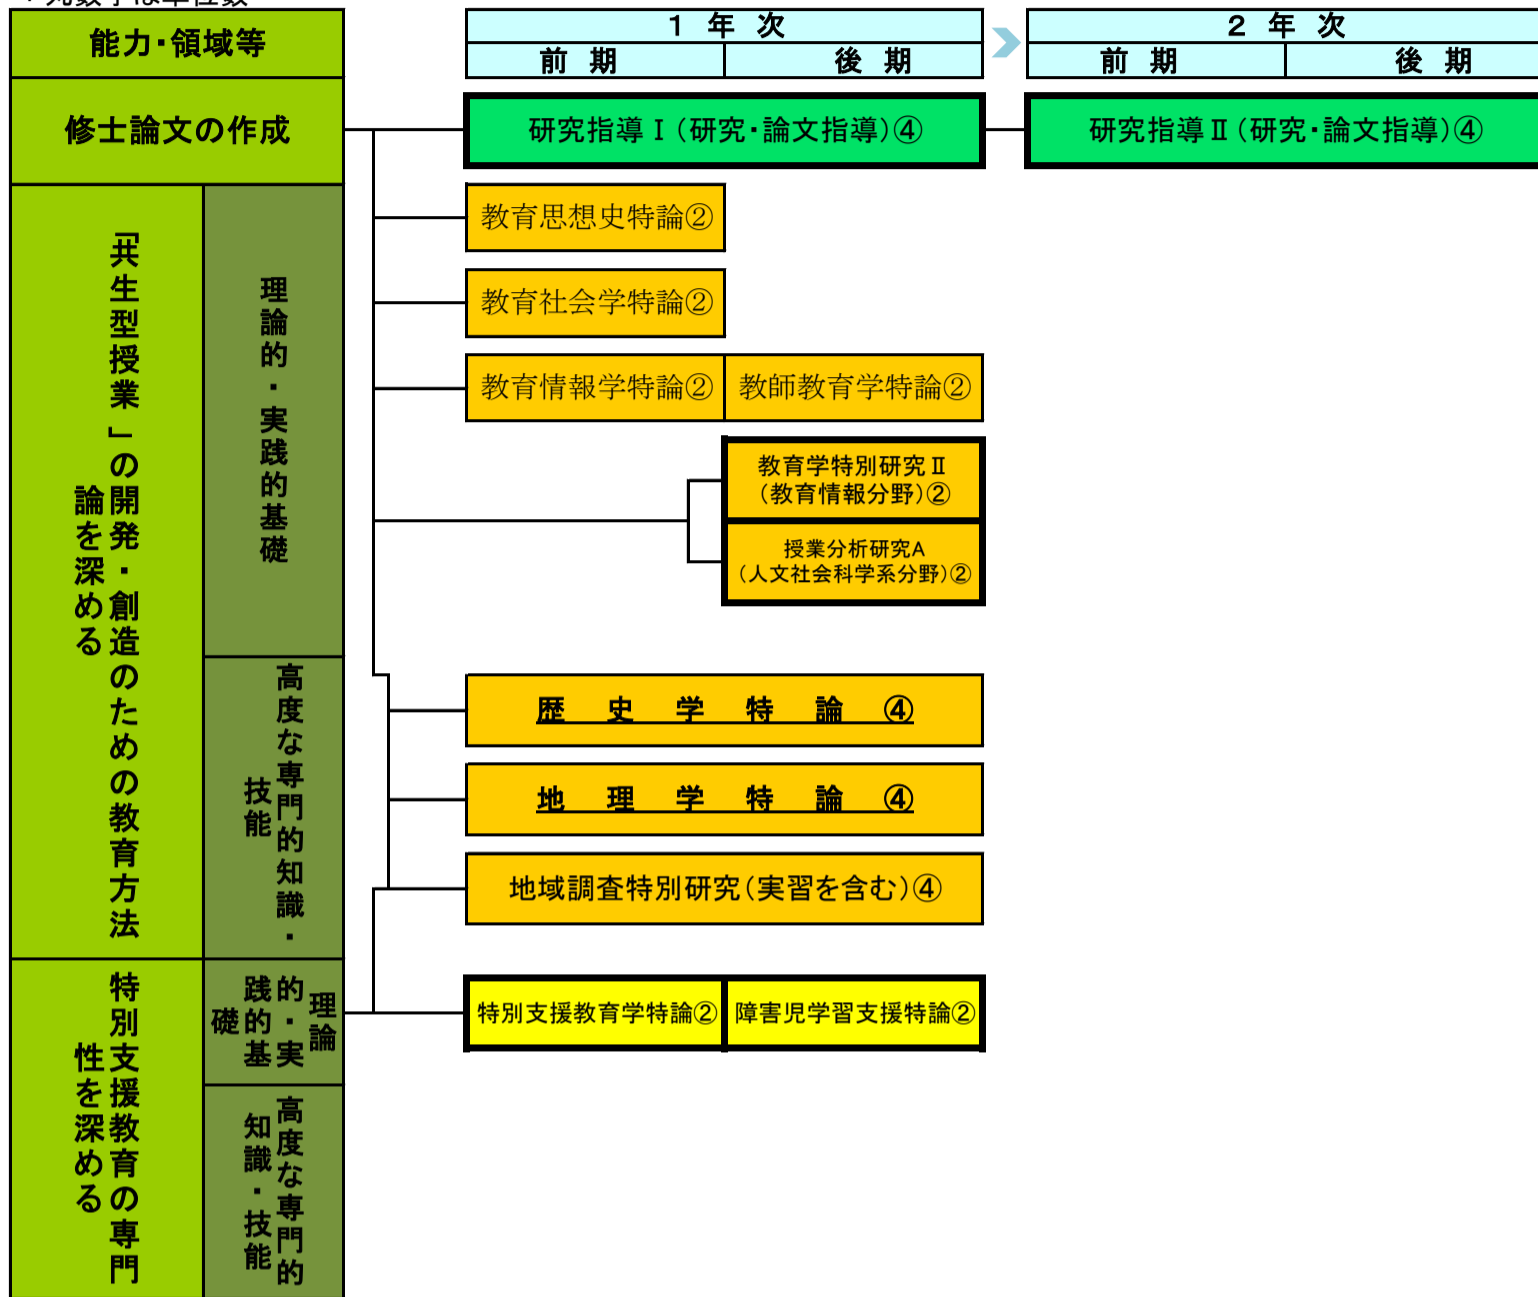 丸数字は単位数
能力・領域等
1 年 次
2 年 次
前 期
後 期
前 期
後 期
修士論文の作成
研究指導Ⅰ(研究・論文指導)④
研究指導Ⅱ(研究・論文指導)④
「共生型授業」の開発・創造のための教育方法
論を深める
理論的・実践的基礎
教育思想史特論②
教育社会学特論②
教育情報学特論②
教師教育学特論②
教育学特別研究Ⅱ
(教育情報分野)②
授業分析研究A
(人文社会科学系分野)②
高度な専門的知識・
技能
歴 史 学 特 論 ④
地 理 学 特 論 ④
地域調査特別研究(実習を含む)④
特別支援教育の専門
性を深める
理論
的・実
践的基
礎
特別支援教育学特論②
障害児学習支援特論②
高度な専門的
知識・技能